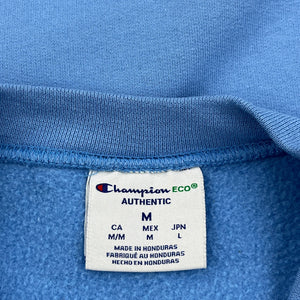 Champion ECO®
AUTHENTIC
M
CA MEX JPN
M/M M L
MADE IN HONDURAS
FABRIQUÉ AU HONDURAS
HECHO EN HONDURAS